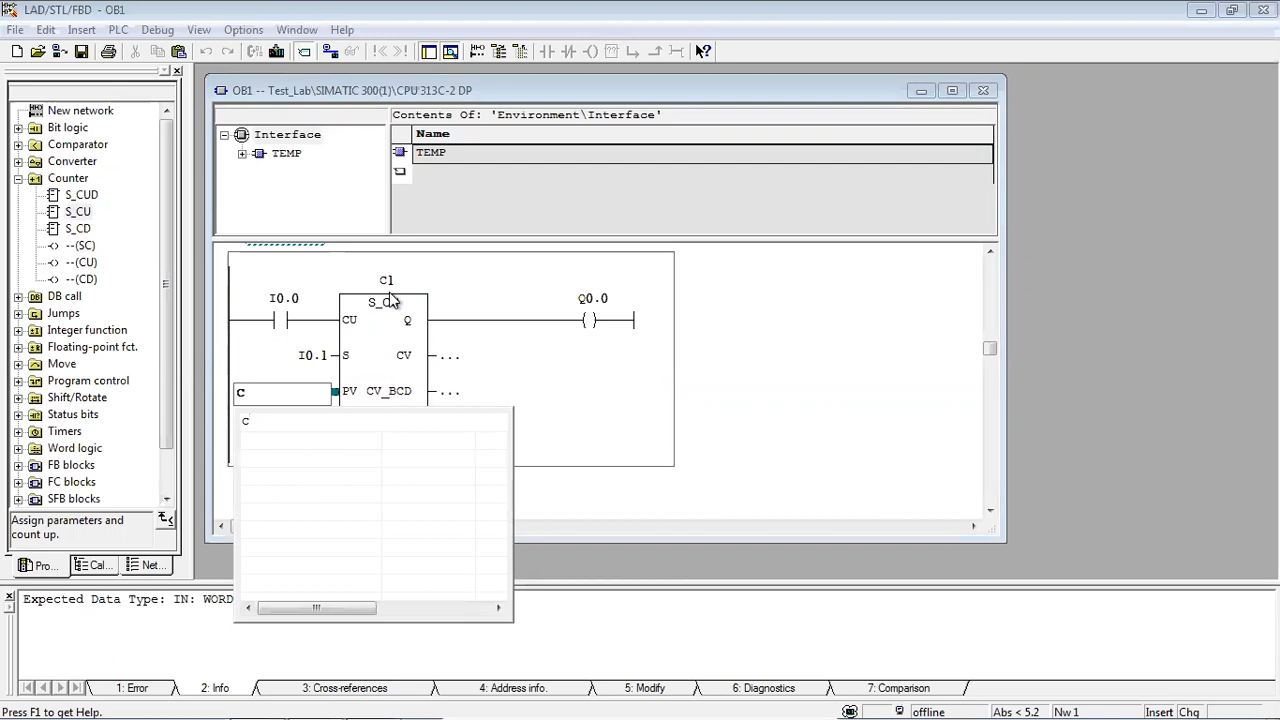 LAD/STL/FBD - OB1
File Edit Insert PLC Debug View Options Window Help
OB1 -- Test_Lab\SIMATIC 300(1)\CPU 313C-2 DP
Contents Of: 'Environment\Interface'
Interface
TEMP
Name
TEMP
New network
Bit logic
Comparator
Converter
Counter
S_CUD
S_CU
S_CD
--(SC)
--(CU)
--(CD)
DB call
Jumps
Integer function
Floating-point fct.
Move
Program control
Shift/Rotate
Status bits
Timers
Word logic
FB blocks
FC blocks
SFB blocks
Assign parameters and
count up.
Pro... Cal... Net...
C1
I0.0 Q0.0
CU Q
I0.1 S CV ...
C PV CV_BCD ...
C
Expected Data Type: IN: WORD
1: Error 2: Info 3: Cross-references 4: Address info. 5: Modify 6: Diagnostics 7: Comparison
Press F1 to get Help. offline Abs < 5.2 Nw 1 Insert Chg